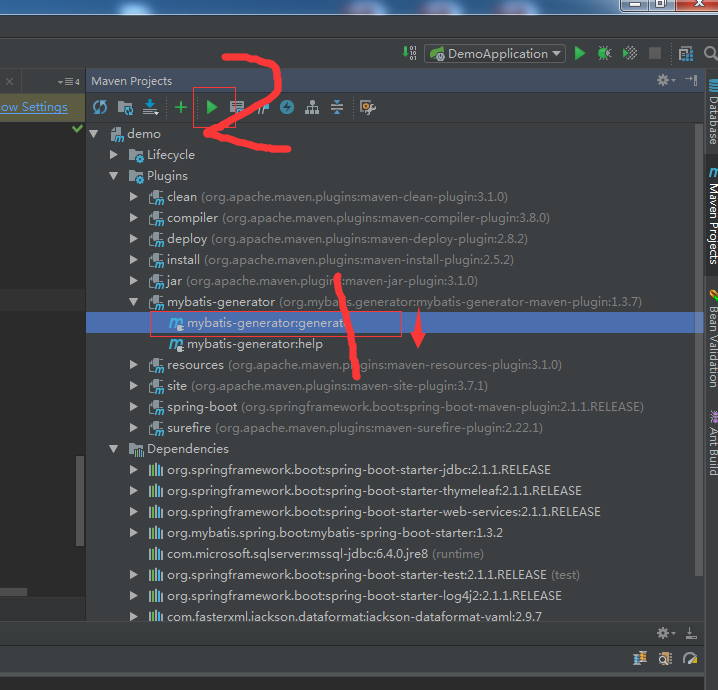 DemoApplication
4
Maven Projects
ow Settings
2
demo
Lifecycle
Plugins
clean (org.apache.maven.plugins:maven-clean-plugin:3.1.0)
compiler (org.apache.maven.plugins:maven-compiler-plugin:3.8.0)
deploy (org.apache.maven.plugins:maven-deploy-plugin:2.8.2)
install (org.apache.maven.plugins:maven-install-plugin:2.5.2)
jar (org.apache.maven.plugins:maven-jar-plugin:3.1.0)
mybatis-generator (org.mybatis.generator:mybatis-generator-maven-plugin:1.3.7)
mybatis-generator:generate
1
mybatis-generator:help
resources (org.apache.maven.plugins:maven-resources-plugin:3.1.0)
site (org.apache.maven.plugins:maven-site-plugin:3.7.1)
spring-boot (org.springframework.boot:spring-boot-maven-plugin:2.1.1.RELEASE)
surefire (org.apache.maven.plugins:maven-surefire-plugin:2.22.1)
Dependencies
org.springframework.boot:spring-boot-starter-jdbc:2.1.1.RELEASE
org.springframework.boot:spring-boot-starter-thymeleaf:2.1.1.RELEASE
org.springframework.boot:spring-boot-starter-web-services:2.1.1.RELEASE
org.mybatis.spring.boot:mybatis-spring-boot-starter:1.3.2
com.microsoft.sqlserver:mssql-jdbc:6.4.0.jre8 (runtime)
org.springframework.boot:spring-boot-starter-test:2.1.1.RELEASE (test)
org.springframework.boot:spring-boot-starter-log4j2:2.1.1.RELEASE
com.fasterxml.jackson.dataformat:jackson-dataformat-yaml:2.9.7
Database
Maven Projects
Bean Validation
Ant Build